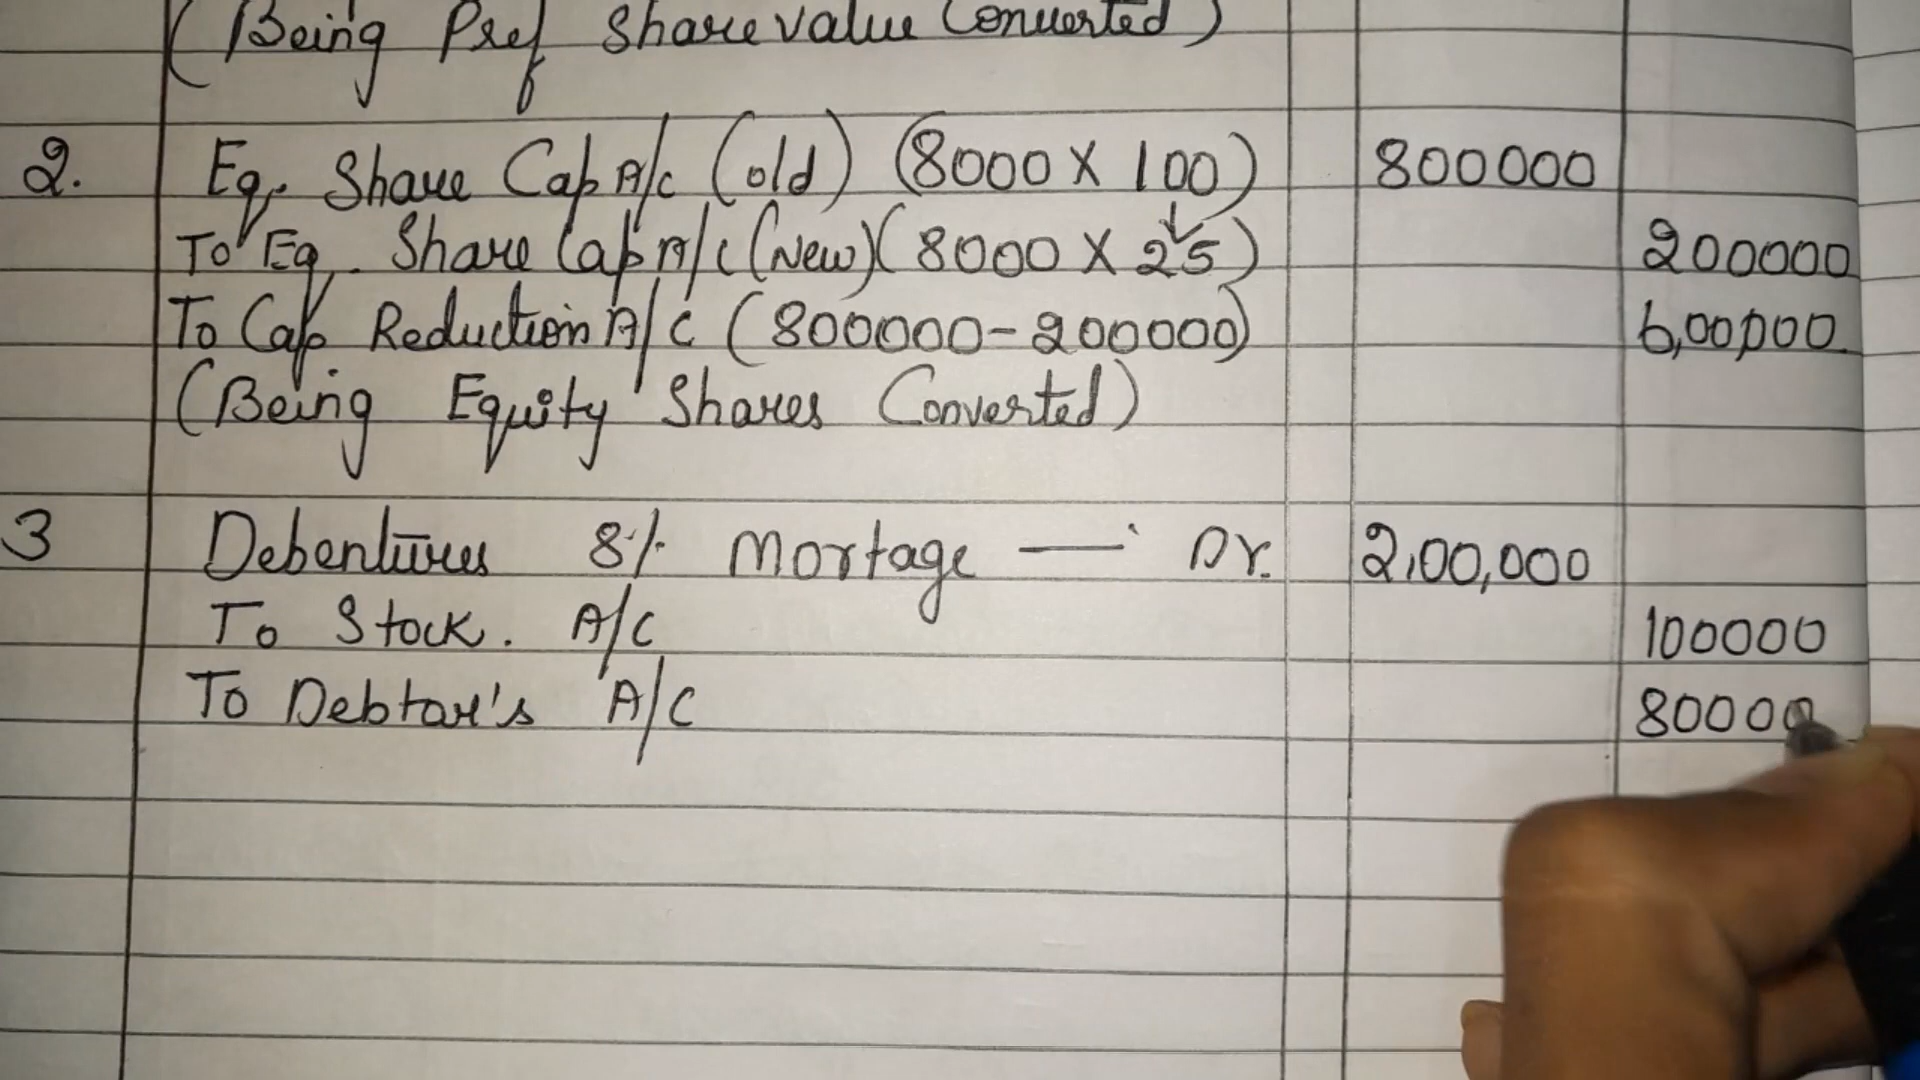 (Being Pref Share value Converted)
2. Eq. Share Cap A/c (old) (8000 X 100) 800000
To Eq. Share Cap A/c (New) (8000 X 25) 200000
To Cap Reduction A/c (800000-200000) 6,00,000
(Being Equity Shares Converted)
3 Debentures 8% Mortage — Dr. 2,00,000
To Stock. A/C 100000
To Debtor's A/C 80000